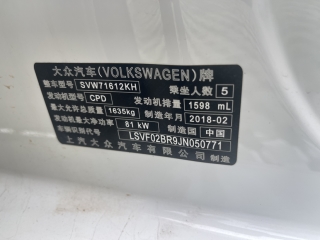 大众汽车(VOLKSWAGEN)牌
整车型号 SVW71612KH 乘坐人数 5
发动机型号 CPD 发动机排量 1598 mL
最大允许总质量 1635kg 制造年月 2018-02
发动机最大净功率 81 kW 制造国 中国
车辆识别代号 LSVF02BR9JN050771
上汽大众汽车有限公司 制造